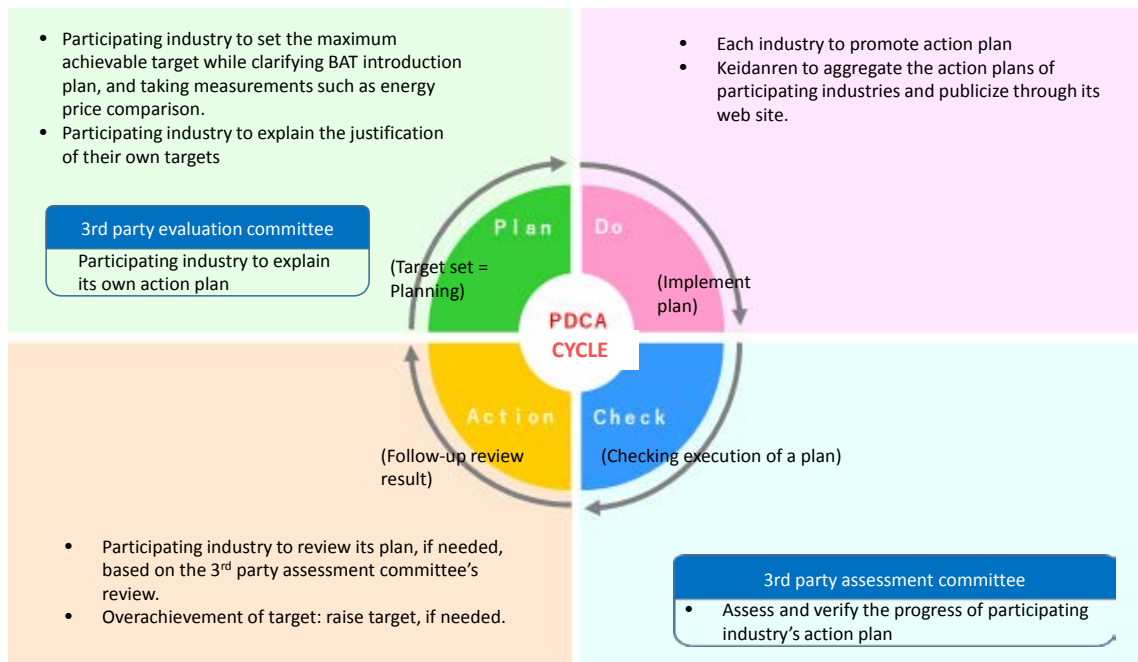 • Participating industry to set the maximum
achievable target while clarifying BAT introduction
plan, and taking measurements such as energy
price comparison.
• Participating industry to explain the justification
of their own targets
3rd party evaluation committee
Participating industry to explain
its own action plan
• Each industry to promote action plan
• Keidanren to aggregate the action plans of
participating industries and publicize through its
web site.
Plan
(Target set =
Planning)
Do
(Implement
plan)
PDCA
CYCLE
Action
(Follow-up review
result)
Check
(Checking execution of a plan)
• Participating industry to review its plan, if needed,
based on the 3rd party assessment committee’s
review.
• Overachievement of target: raise target, if needed.
3rd party assessment committee
• Assess and verify the progress of participating
industry’s action plan